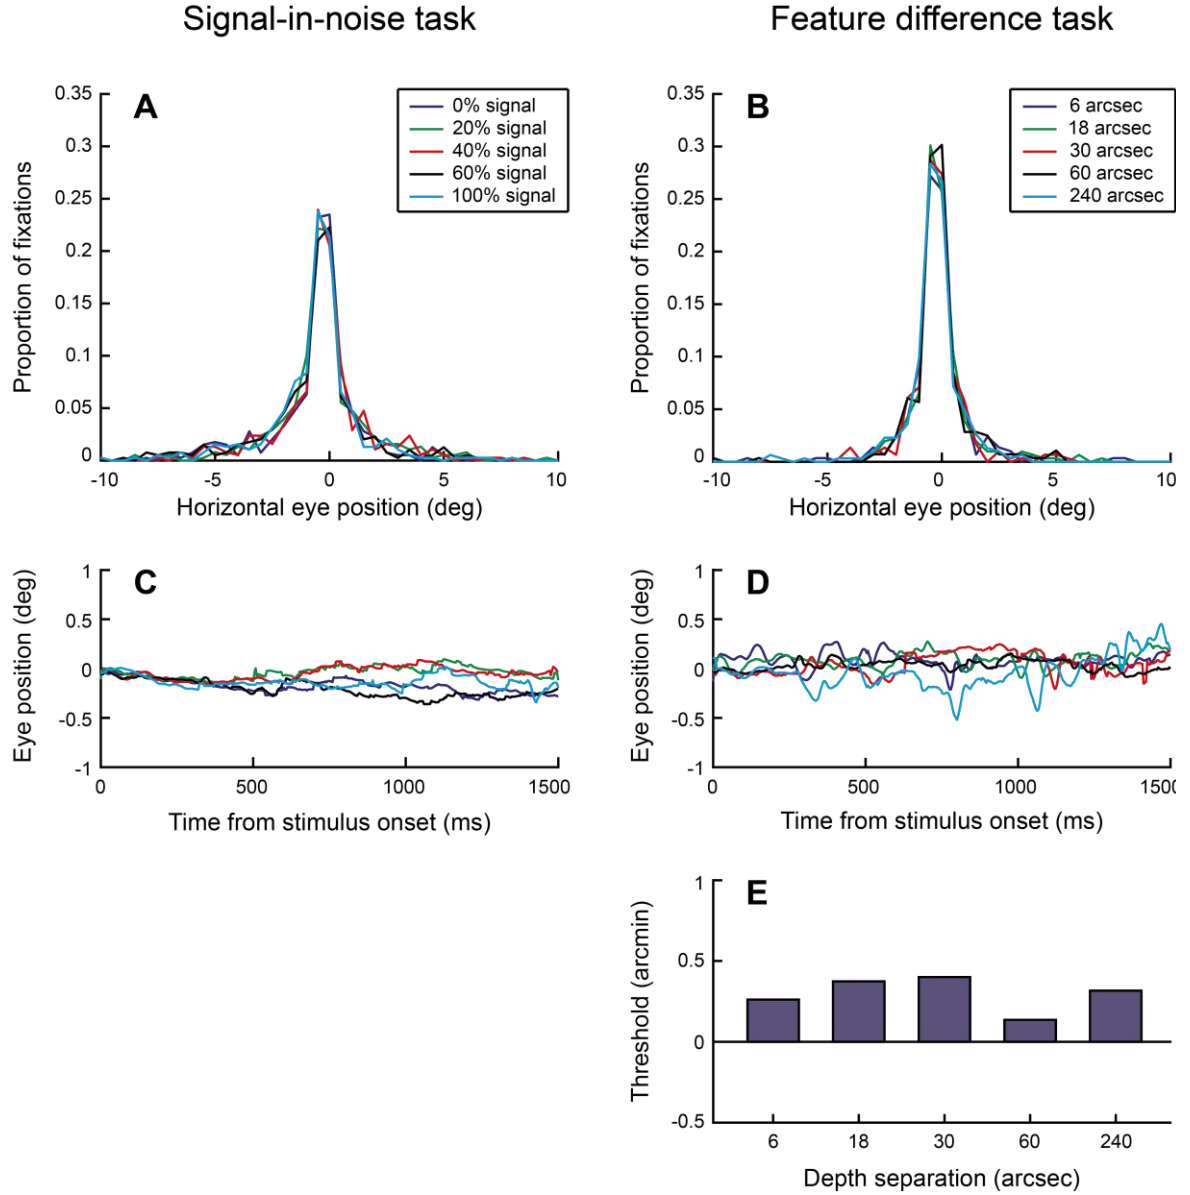 Signal-in-noise task
Feature difference task
A
0.35
0.3
0.25
0.2
0.15
0.1
0.05
0
Proportion of fixations
0% signal
20% signal
40% signal
60% signal
100% signal
-10
-5
0
5
10
Horizontal eye position (deg)
B
0.35
0.3
0.25
0.2
0.15
0.1
0.05
0
Proportion of fixations
6 arcsec
18 arcsec
30 arcsec
60 arcsec
240 arcsec
-10
-5
0
5
10
Horizontal eye position (deg)
C
1
0.5
0
-0.5
-1
Eye position (deg)
0
500
1000
1500
Time from stimulus onset (ms)
D
1
0.5
0
-0.5
-1
Eye position (deg)
0
500
1000
1500
Time from stimulus onset (ms)
E
1
0.5
0
-0.5
Threshold (arcmin)
6
18
30
60
240
Depth separation (arcsec)